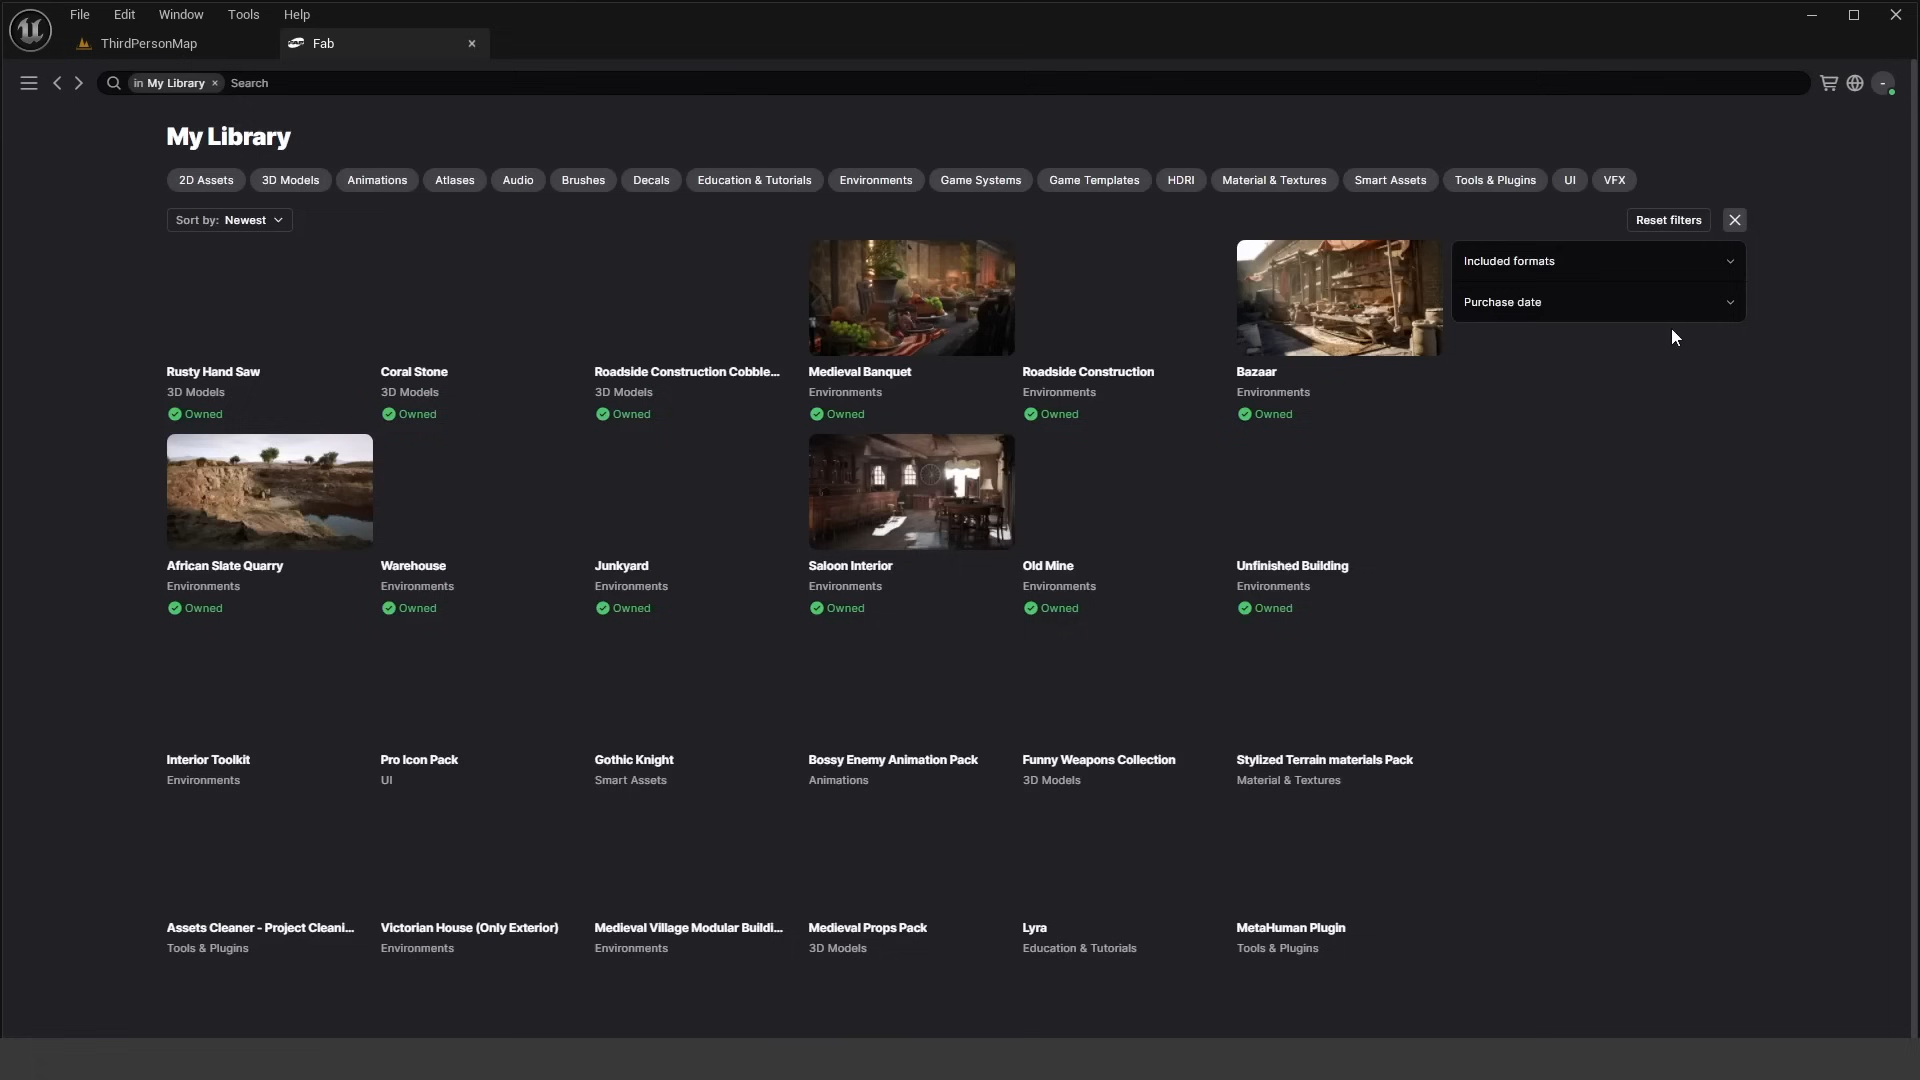 File Edit Window Tools Help
ThirdPersonMap Fab
in My Library × Search
My Library
2D Assets 3D Models Animations Atlases Audio Brushes Decals Education & Tutorials Environments Game Systems Game Templates HDRI Material & Textures Smart Assets Tools & Plugins UI VFX
Sort by: Newest Reset filters
Included formats
Purchase date
Rusty Hand Saw Coral Stone Roadside Construction Cobble... Medieval Banquet Roadside Construction Bazaar
3D Models 3D Models 3D Models Environments Environments Environments
Owned Owned Owned Owned Owned Owned
African Slate Quarry Warehouse Junkyard Saloon Interior Old Mine Unfinished Building
Environments Environments Environments Environments Environments Environments
Owned Owned Owned Owned Owned Owned
Interior Toolkit Pro Icon Pack Gothic Knight Bossy Enemy Animation Pack Funny Weapons Collection Stylized Terrain materials Pack
Environments UI Smart Assets Animations 3D Models Material & Textures
Assets Cleaner - Project Cleani... Victorian House (Only Exterior) Medieval Village Modular Buildi... Medieval Props Pack Lyra MetaHuman Plugin
Tools & Plugins Environments Environments 3D Models Education & Tutorials Tools & Plugins